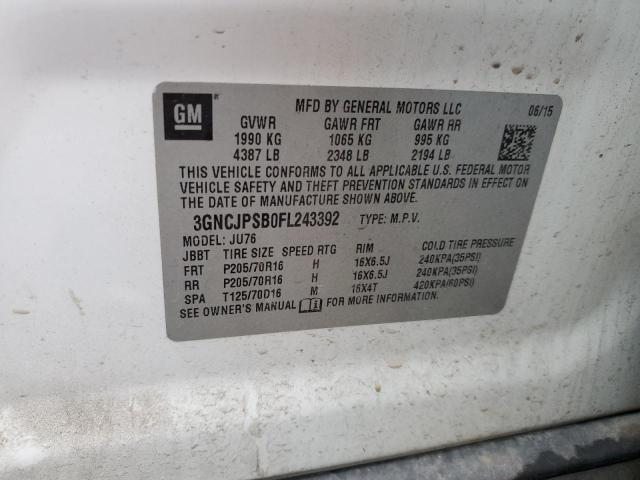 GM
MFD BY GENERAL MOTORS LLC 06/15
GVWR GAWR FRT GAWR RR
1990 KG 1065 KG 995 KG
4387 LB 2348 LB 2194 LB
THIS VEHICLE CONFORMS TO ALL APPLICABLE U.S. FEDERAL MOTOR
VEHICLE SAFETY AND THEFT PREVENTION STANDARDS IN EFFECT ON
THE DATE OF MANUFACTURE SHOWN ABOVE.
3GNCJPSB0FL243392 TYPE: M.P.V.
MODEL: JU76
JBBT TIRE SIZE SPEED RTG RIM COLD TIRE PRESSURE
FRT P205/70R16 H 16X6.5J 240KPA(35PSI)
RR P205/70R16 H 16X6.5J 240KPA(35PSI)
SPA T125/70D16 M 16X4T 420KPA(60PSI)
SEE OWNER'S MANUAL FOR MORE INFORMATION.